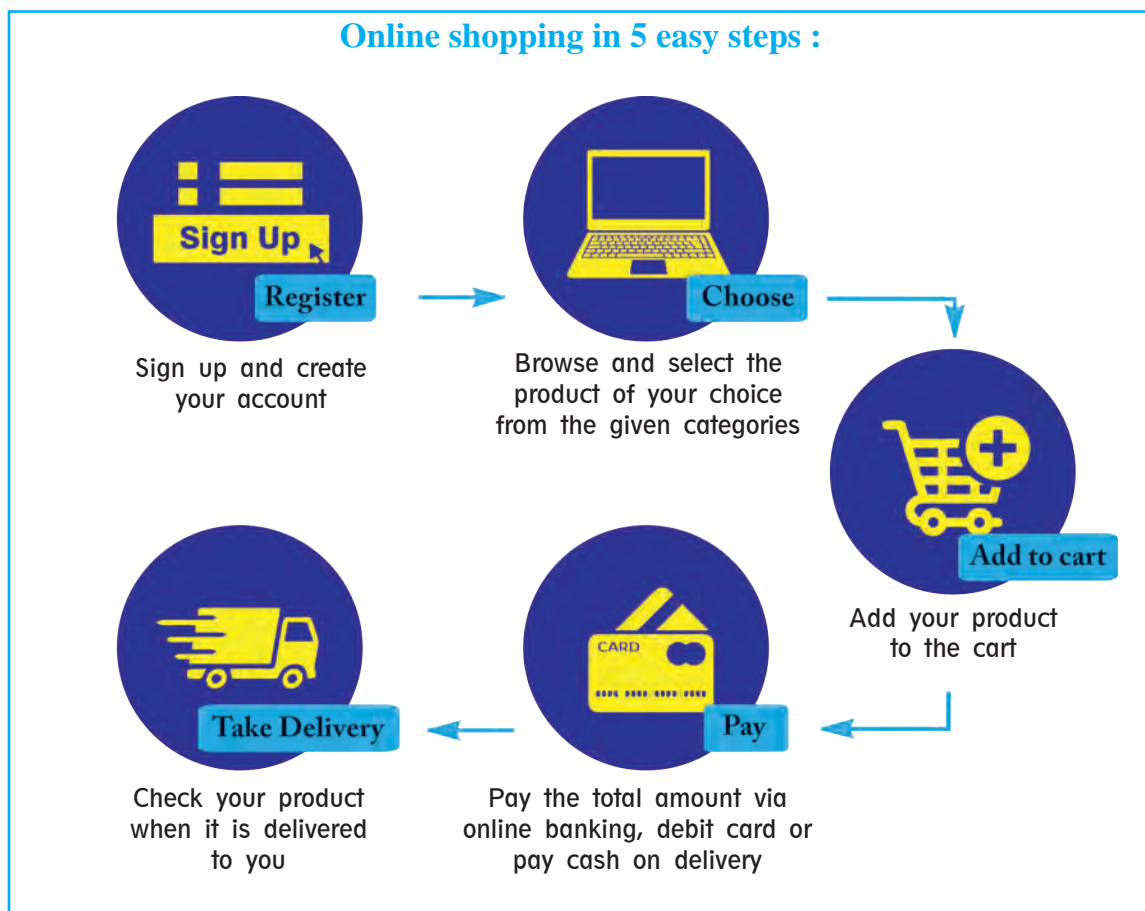 Online shopping in 5 easy steps :
Sign Up
Register
Sign up and create
your account
Choose
Browse and select the
product of your choice
from the given categories
Add to cart
Add your product
to the cart
CARD
Pay
Pay the total amount via
online banking, debit card or
pay cash on delivery
Take Delivery
Check your product
when it is delivered
to you